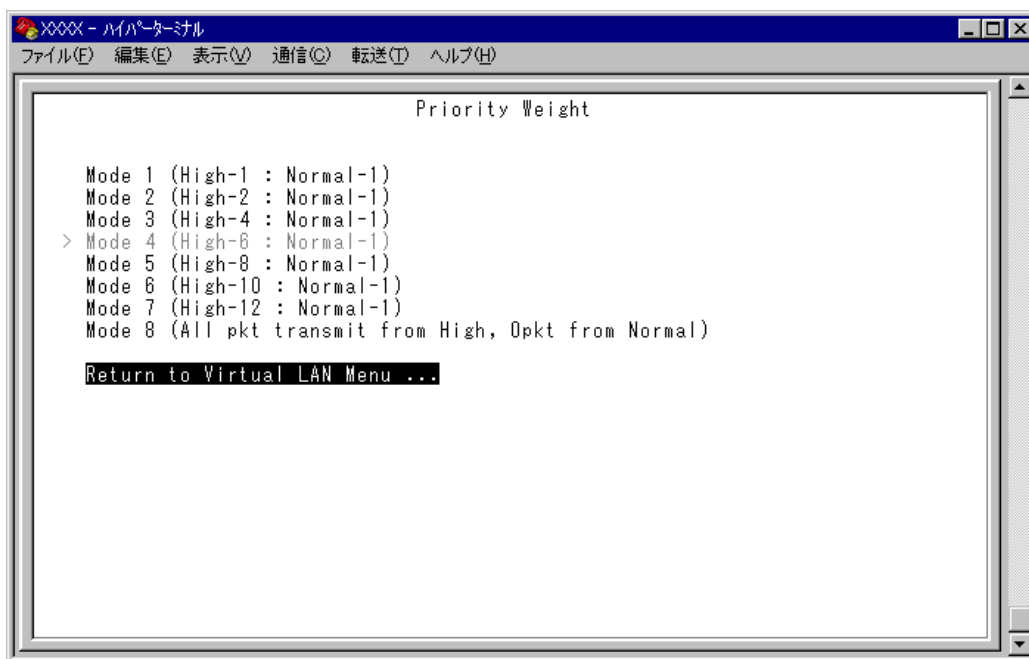 XXXX - ハイパーターミナル
ファイル(F) 編集(E) 表示(V) 通信(C) 転送(T) ヘルプ(H)
Priority Weight
Mode 1 (High-1 : Normal-1)
Mode 2 (High-2 : Normal-1)
Mode 3 (High-4 : Normal-1)
> Mode 4 (High-6 : Normal-1)
Mode 5 (High-8 : Normal-1)
Mode 6 (High-10 : Normal-1)
Mode 7 (High-12 : Normal-1)
Mode 8 (All pkt transmit from High, 0pkt from Normal)
Return to Virtual LAN Menu ...